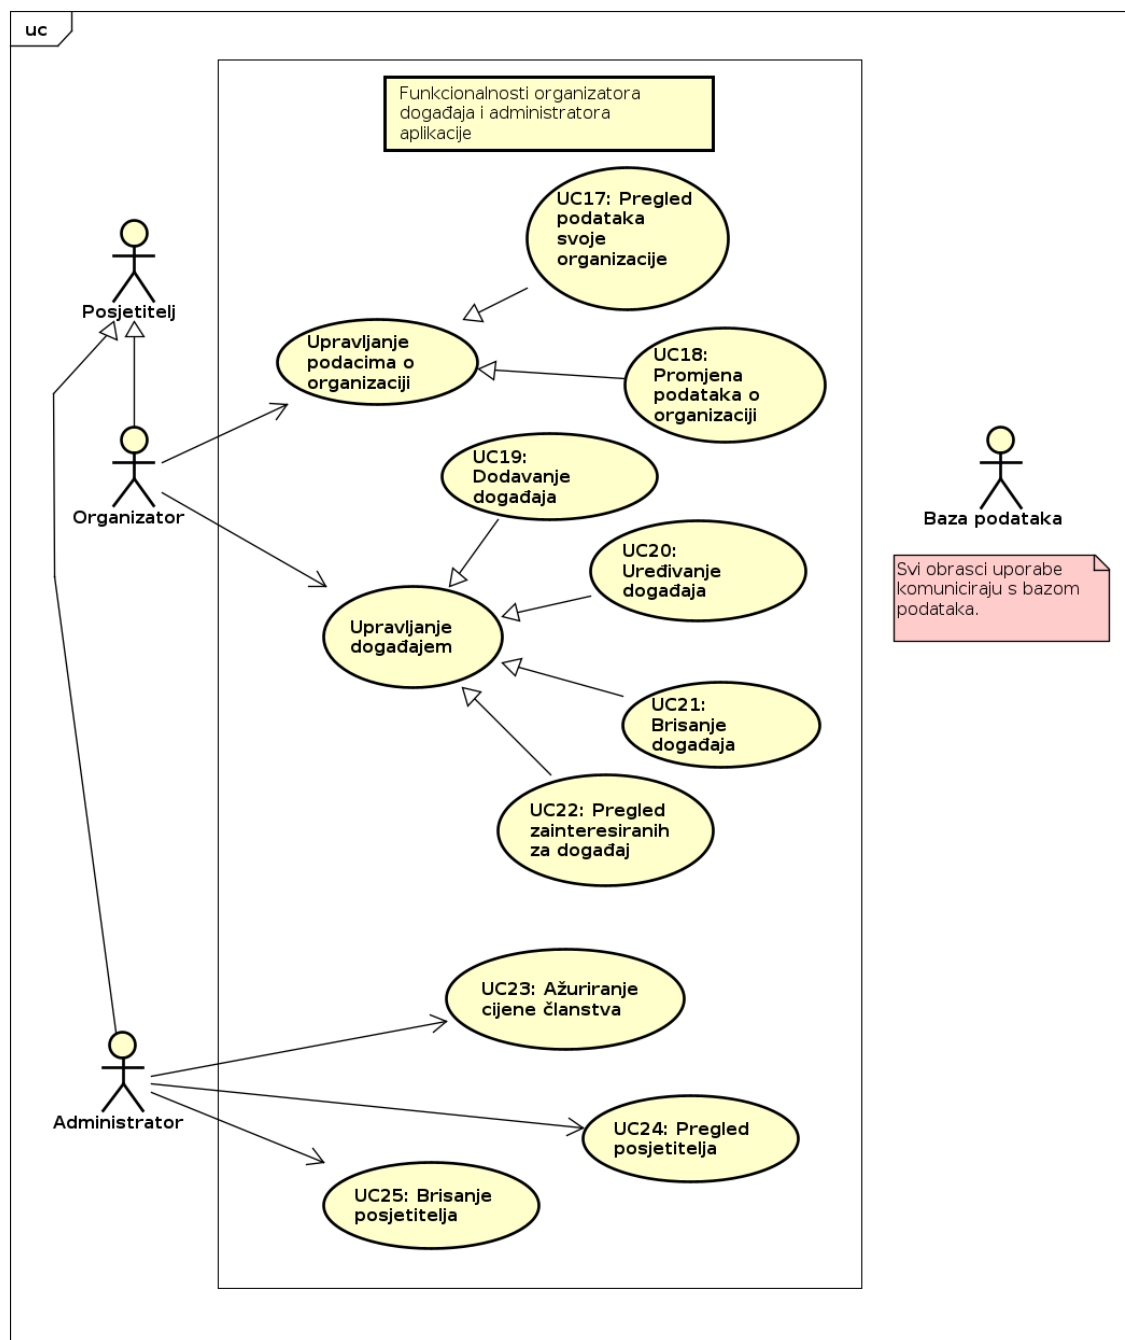 uc
Funkcionalnosti organizatora
događaja i administratora
aplikacije
UC17: Pregled
podataka
svoje
organizacije
Posjetitelj
Upravljanje
podacima o
organizaciji
UC18:
Promjena
podataka o
organizaciji
UC19:
Dodavanje
događaja
Organizator
Baza podataka
UC20:
Uređivanje
događaja
Svi obrasci uporabe
komuniciraju s bazom
podataka.
Upravljanje
događajem
UC21:
Brisanje
događaja
UC22: Pregled
zainteresiranih
za događaj
UC23: Ažuriranje
cijene članstva
Administrator
UC24: Pregled
posjetitelja
UC25: Brisanje
posjetitelja